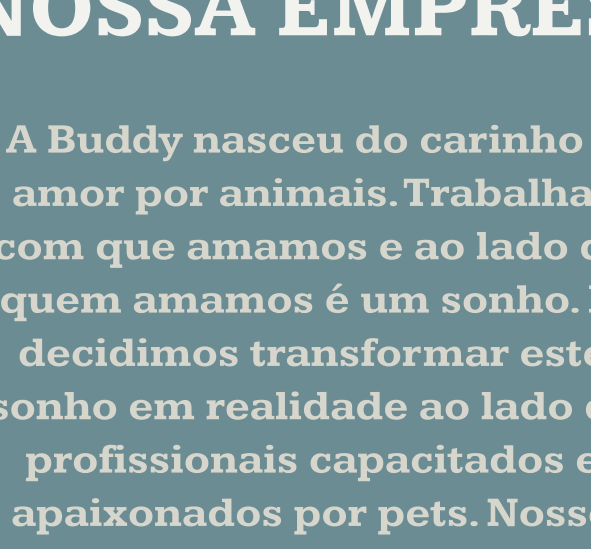 NOSSA EMPRE
A Buddy nasceu do carinho
amor por animais. Trabalha
com que amamos e ao lado
quem amamos é um sonho.
decidimos transformar este
sonho em realidade ao lado
profissionais capacitados e
apaixonados por pets. Nosso